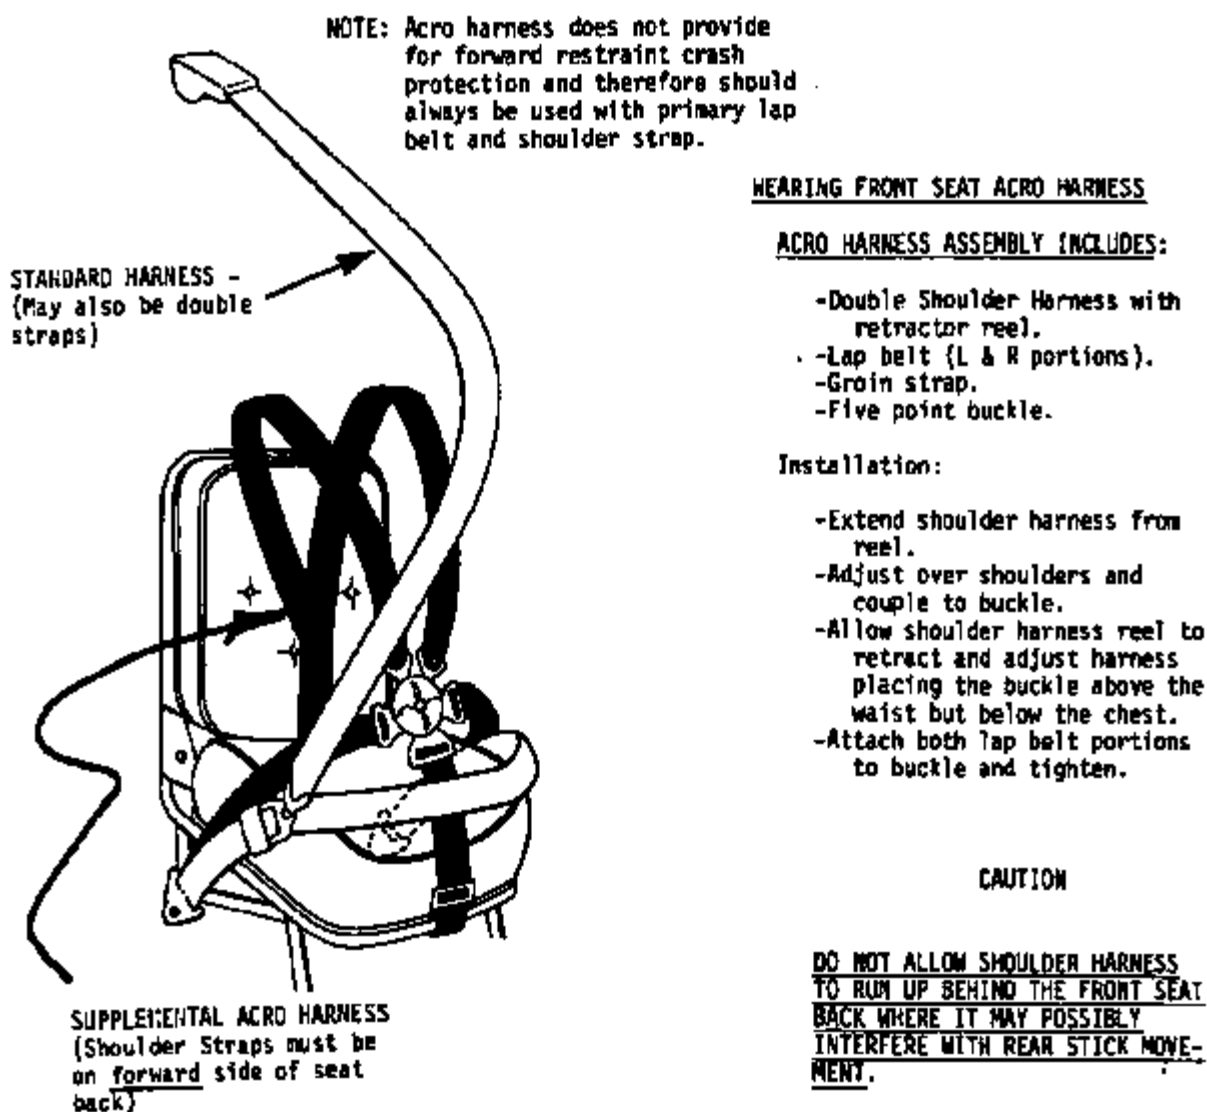 NOTE: Acro harness does not provide
for forward restraint crash
protection and therefore should
always be used with primary lap
belt and shoulder strap.
STANDARD HARNESS -
(May also be double
straps)
SUPPLEMENTAL ACRO HARNESS
(Shoulder Straps must be
on forward side of seat
back)
WEARING FRONT SEAT ACRO HARNESS
ACRO HARNESS ASSEMBLY INCLUDES:
-Double Shoulder Harness with
retractor reel.
-Lap belt (L & R portions).
-Groin strap.
-Five point buckle.
Installation:
-Extend shoulder harness from
reel.
-Adjust over shoulders and
couple to buckle.
-Allow shoulder harness reel to
retract and adjust harness
placing the buckle above the
waist but below the chest.
-Attach both lap belt portions
to buckle and tighten.
CAUTION
DO NOT ALLOW SHOULDER HARNESS
TO RUN UP BEHIND THE FRONT SEAT
BACK WHERE IT MAY POSSIBLY
INTERFERE WITH REAR STICK MOVE-
MENT.